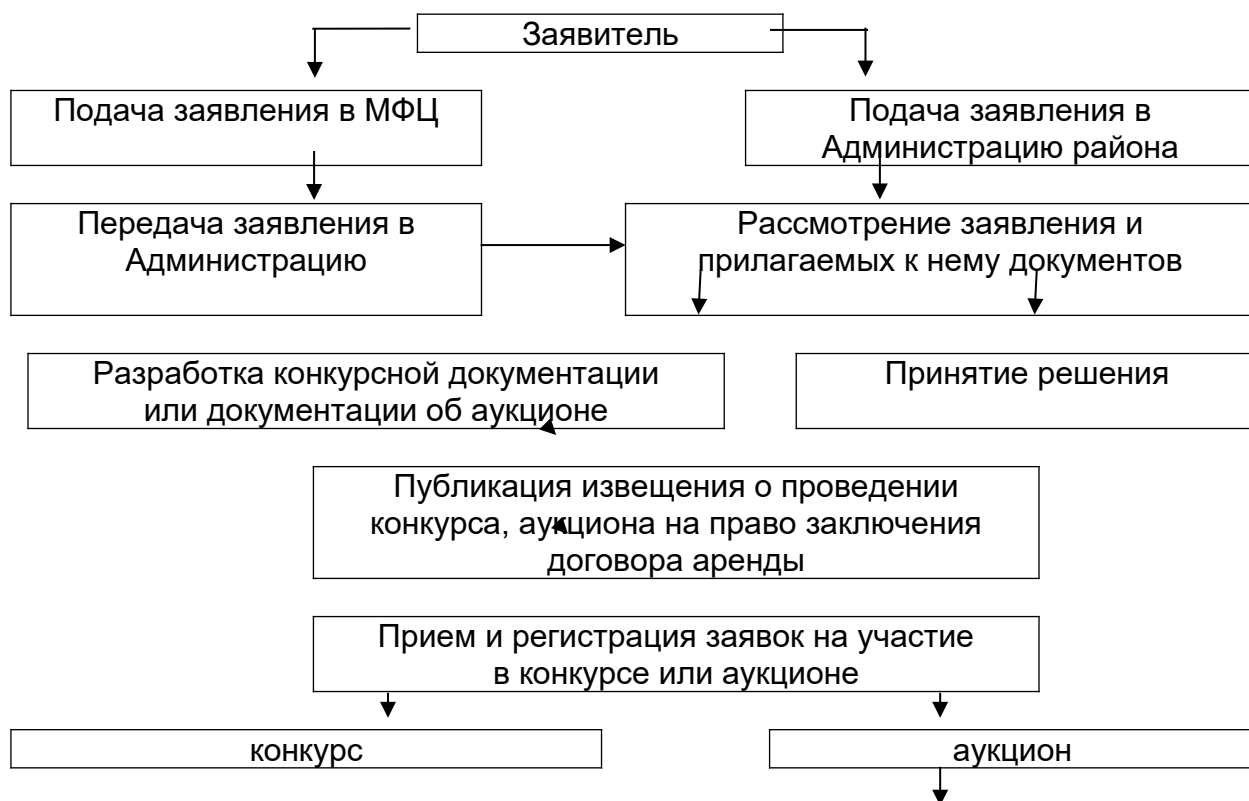 Заявитель
Подача заявления в МФЦ
Подача заявления в
Администрацию района
Передача заявления в
Администрацию
Рассмотрение заявления и
прилагаемых к нему документов
Разработка конкурсной документации
или документации об аукционе
Принятие решения
Публикация извещения о проведении
конкурса, аукциона на право заключения
договора аренды
Прием и регистрация заявок на участие
в конкурсе или аукционе
конкурс
аукцион